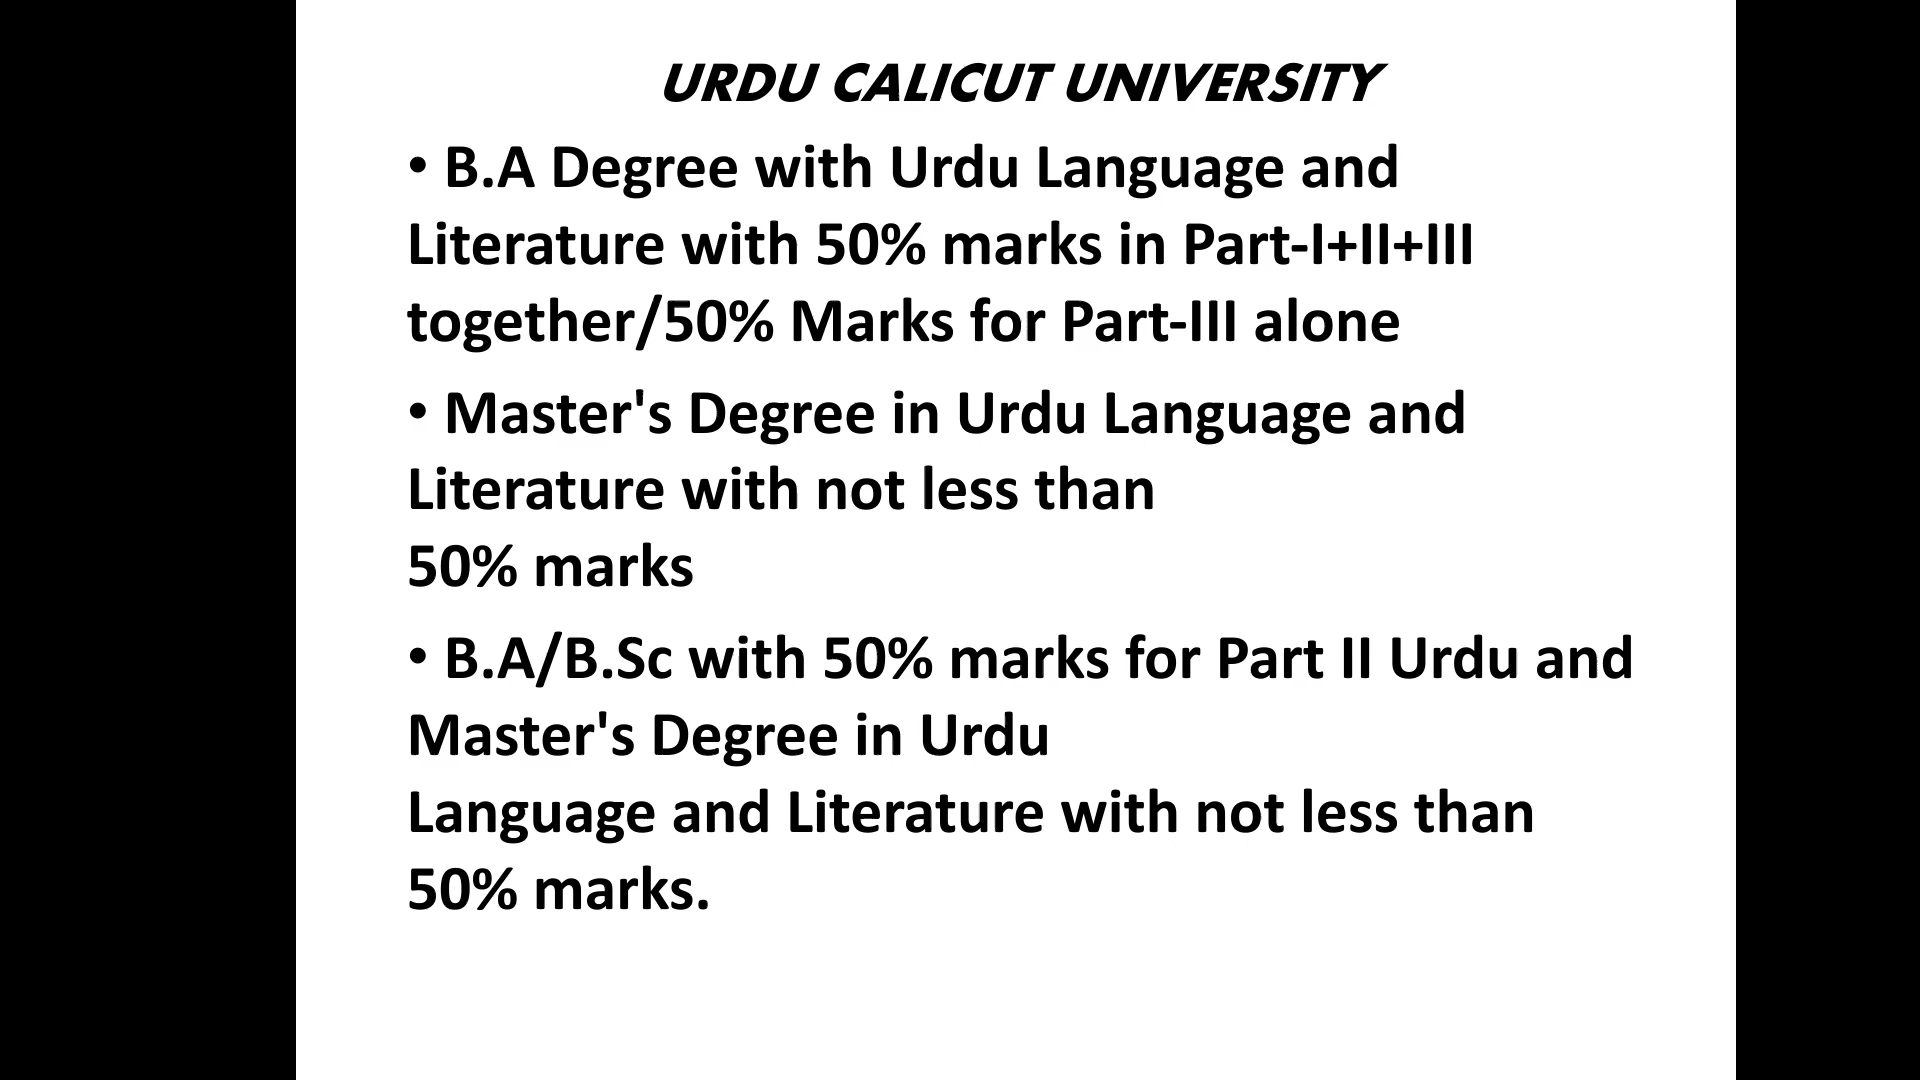 URDU CALICUT UNIVERSITY
• B.A Degree with Urdu Language and
Literature with 50% marks in Part-I+II+III
together/50% Marks for Part-III alone
• Master's Degree in Urdu Language and
Literature with not less than
50% marks
• B.A/B.Sc with 50% marks for Part II Urdu and
Master's Degree in Urdu
Language and Literature with not less than
50% marks.